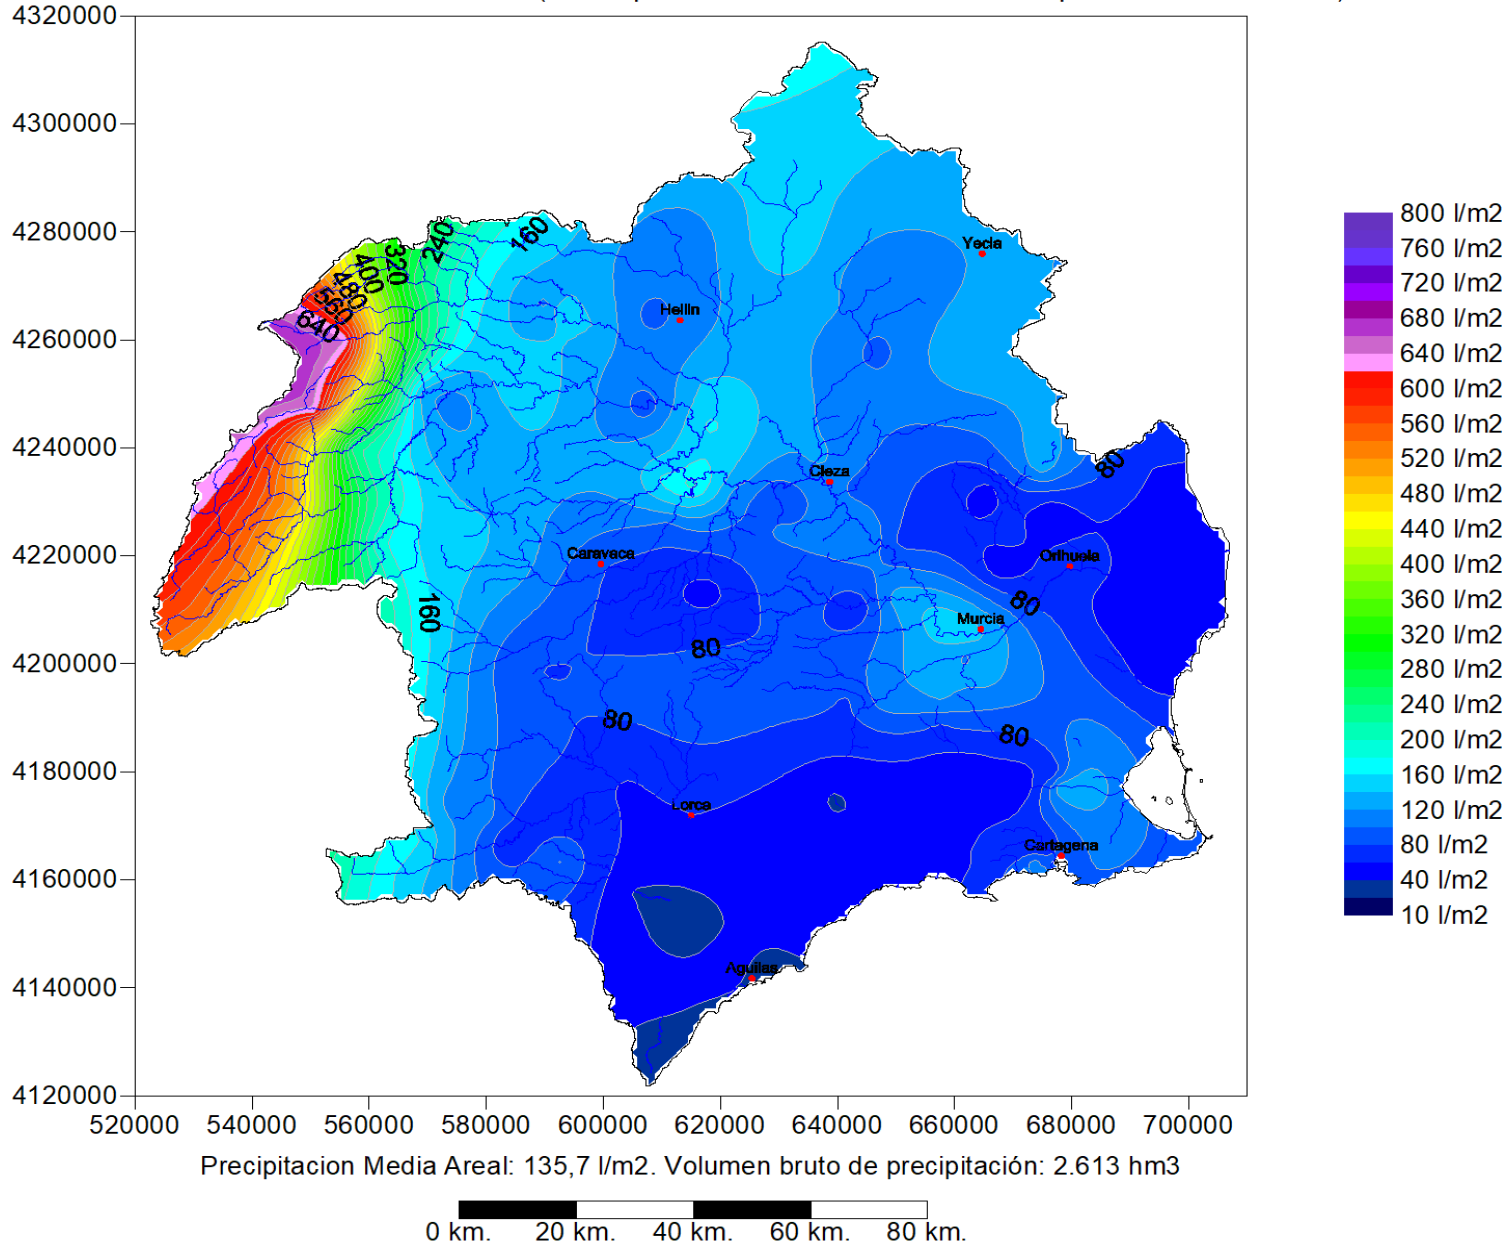 4320000
4300000
4280000
4260000
4240000
4220000
4200000
4180000
4160000
4140000
4120000
520000 540000 560000 580000 600000 620000 640000 660000 680000 700000
640
560
480
400
320
240
160
160
80
80
80
80
80
Yecla
Hellin
Cieza
Caravaca
Orihuela
Murcia
Lorca
Cartagena
Aguilas
800 l/m2
760 l/m2
720 l/m2
680 l/m2
640 l/m2
600 l/m2
560 l/m2
520 l/m2
480 l/m2
440 l/m2
400 l/m2
360 l/m2
320 l/m2
280 l/m2
240 l/m2
200 l/m2
160 l/m2
120 l/m2
80 l/m2
40 l/m2
10 l/m2
Precipitacion Media Areal: 135,7 l/m2. Volumen bruto de precipitación: 2.613 hm3
0 km. 20 km. 40 km. 60 km. 80 km.